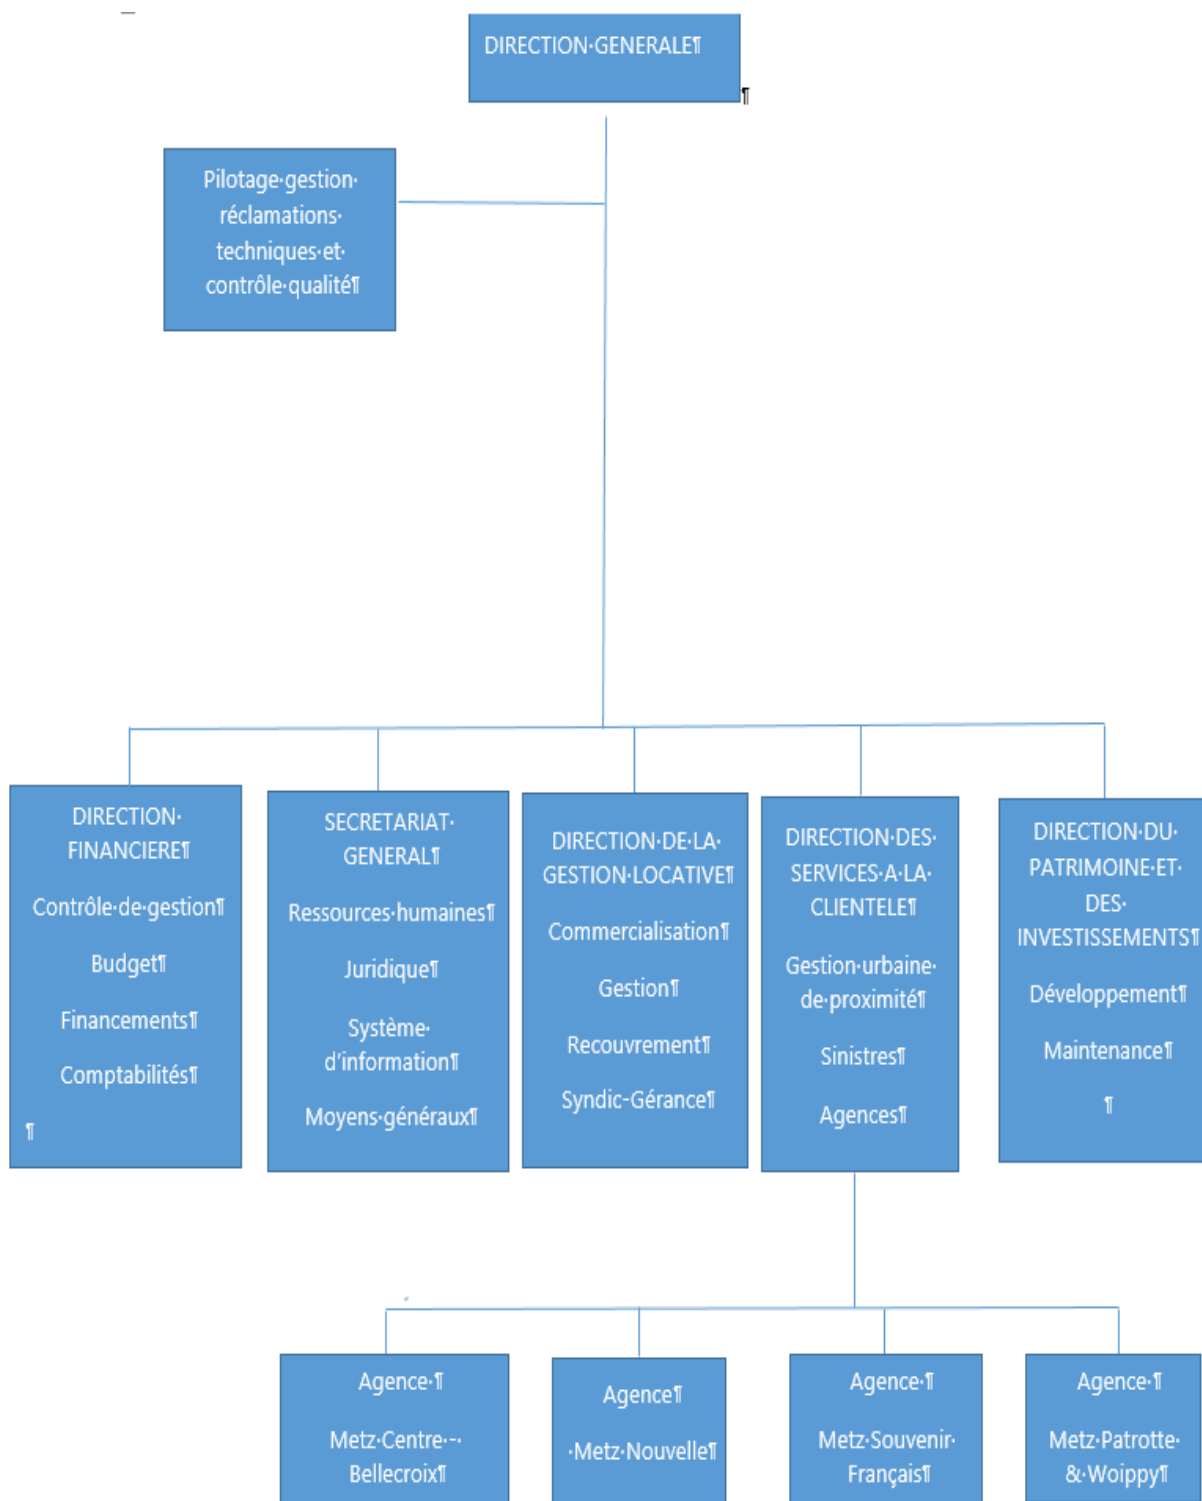 DIRECTION·GENERALE¶
¶
Pilotage·gestion·
réclamations·
techniques·et·
contrôle·qualité¶
DIRECTION·
FINANCIERE¶
Contrôle·de·gestion¶
Budget¶
Financements¶
Comptabilités¶
¶
SECRETARIAT·
GENERAL¶
Ressources·humaines¶
Juridique¶
Système·
d'information¶
Moyens·généraux¶
DIRECTION·DE·LA·
GESTION·LOCATIVE¶
Commercialisation¶
Gestion¶
Recouvrement¶
Syndic-Gérance¶
DIRECTION·DES·
SERVICES·A·LA·
CLIENTELE¶
Gestion·urbaine·
de·proximité¶
Sinistres¶
Agences¶
DIRECTION·DU·
PATRIMOINE·ET·
DES·
INVESTISSEMENTS¶
Développement¶
Maintenance¶
¶
Agence·¶
Metz·Centre·-·
Bellecroix¶
Agence¶
·Metz·Nouvelle¶
Agence·¶
Metz·Souvenir·
Français¶
Agence·¶
Metz·Patrotte·
&·Woippy¶